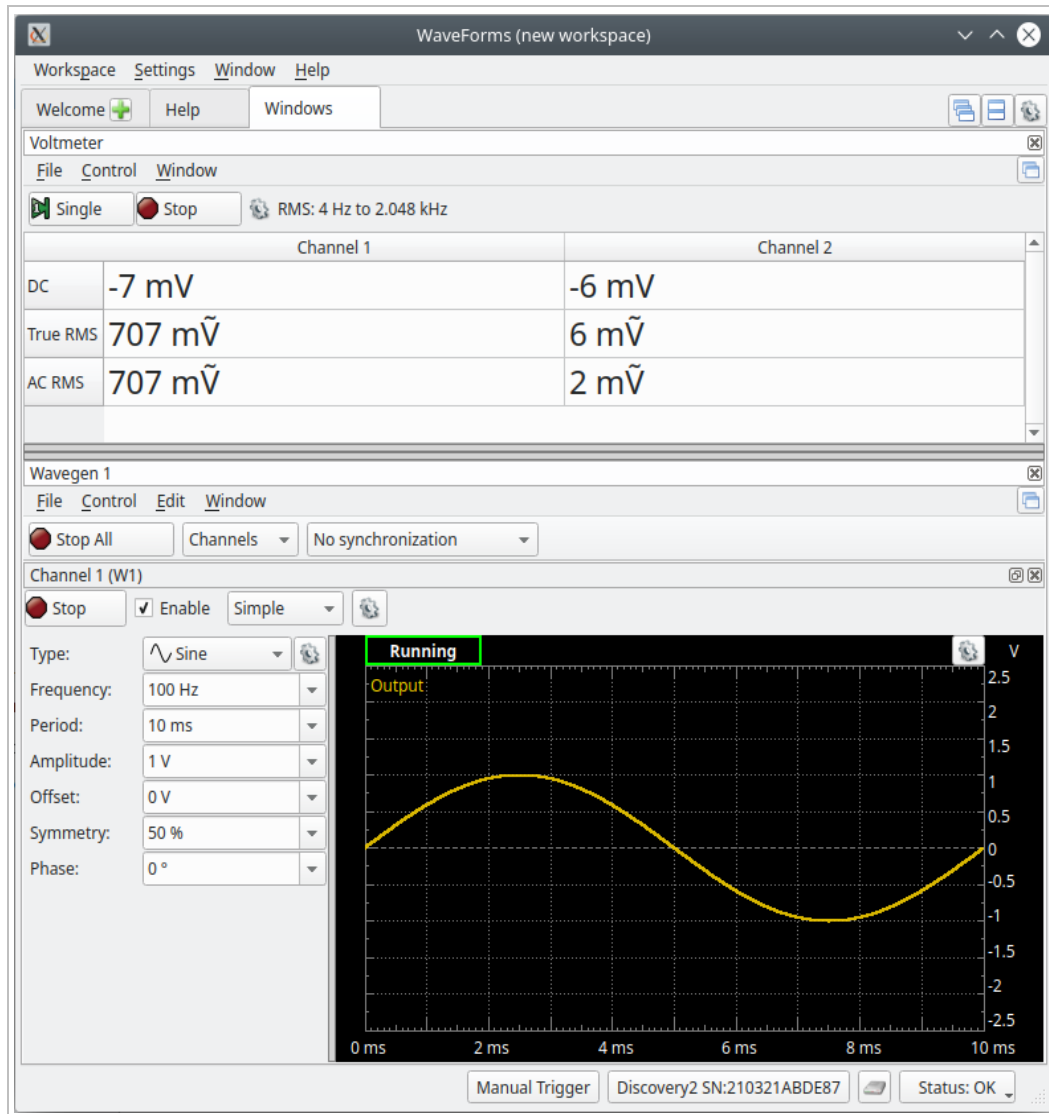 WaveForms (new workspace)
Workspace Settings Window Help
Welcome Help Windows
Voltmeter
File Control Window
Single Stop RMS: 4 Hz to 2.048 kHz
Channel 1 Channel 2
DC -7 mV -6 mV
True RMS 707 mṼ 6 mṼ
AC RMS 707 mṼ 2 mṼ
Wavegen 1
File Control Edit Window
Stop All Channels No synchronization
Channel 1 (W1)
Stop Enable Simple
Type: Sine
Frequency: 100 Hz
Period: 10 ms
Amplitude: 1 V
Offset: 0 V
Symmetry: 50 %
Phase: 0 °
Running V
Output
2.5
2
1.5
1
0.5
0
-0.5
-1
-1.5
-2
-2.5
0 ms 2 ms 4 ms 6 ms 8 ms 10 ms
Manual Trigger Discovery2 SN:210321ABDE87 Status: OK